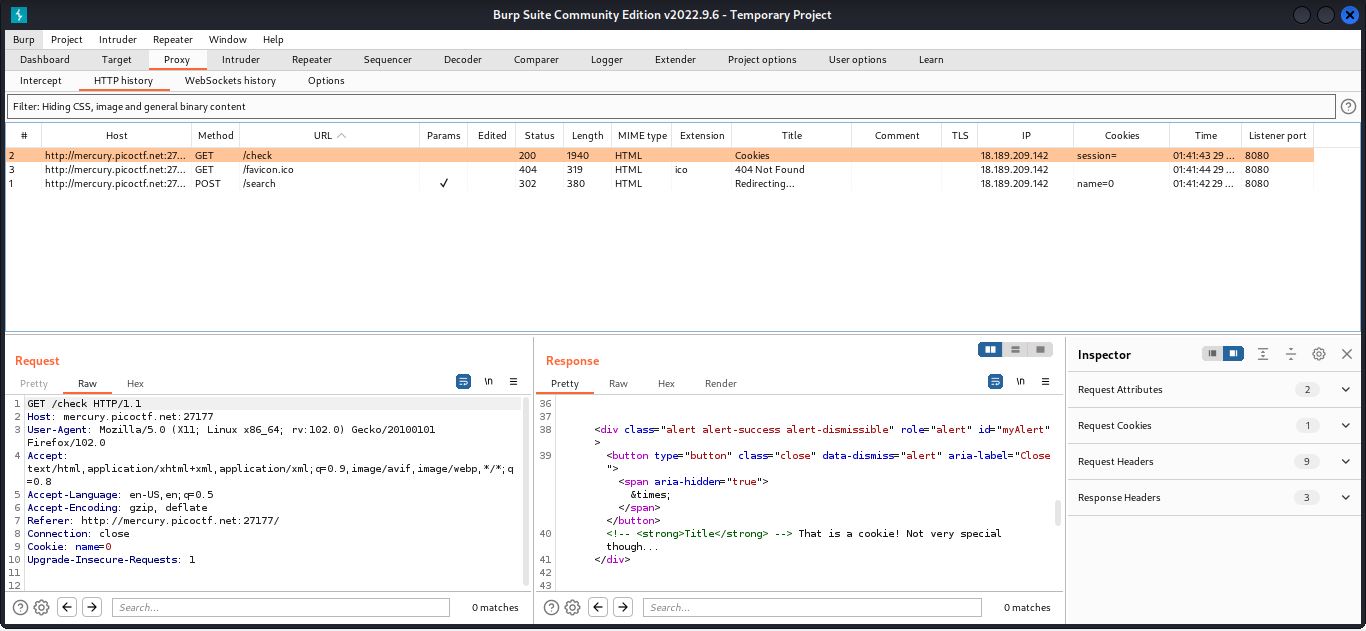 Burp Suite Community Edition v2022.9.6 - Temporary Project
Burp Project Intruder Repeater Window Help
Dashboard Target Proxy Intruder Repeater Sequencer Decoder Comparer Logger Extender Project options User options Learn
Intercept HTTP history WebSockets history Options
Filter: Hiding CSS, image and general binary content
# Host Method URL Params Edited Status Length MIME type Extension Title Comment TLS IP Cookies Time Listener port
2 http://mercury.picoctf.net:27... GET /check 200 1940 HTML Cookies 18.189.209.142 session= 01:41:43 29 ... 8080
3 http://mercury.picoctf.net:27... GET /favicon.ico 404 319 HTML ico 404 Not Found 18.189.209.142 01:41:44 29 ... 8080
1 http://mercury.picoctf.net:27... POST /search ✓ 302 380 HTML Redirecting... 18.189.209.142 name=0 01:41:42 29 ... 8080
Request
Pretty Raw Hex \n
1 GET /check HTTP/1.1
2 Host: mercury.picoctf.net:27177
3 User-Agent: Mozilla/5.0 (X11; Linux x86_64; rv:102.0) Gecko/20100101
Firefox/102.0
4 Accept:
text/html,application/xhtml+xml,application/xml;q=0.9,image/avif,image/webp,*/*;q
=0.8
5 Accept-Language: en-US,en;q=0.5
6 Accept-Encoding: gzip, deflate
7 Referer: http://mercury.picoctf.net:27177/
8 Connection: close
9 Cookie: name=0
10 Upgrade-Insecure-Requests: 1
11
12
Search... 0 matches
Response
Pretty Raw Hex Render \n
36
37
38 <div class="alert alert-success alert-dismissible" role="alert" id="myAlert"
>
39 <button type="button" class="close" data-dismiss="alert" aria-label="Close
">
<span aria-hidden="true">
&times;
</span>
</button>
40 <!-- <strong>Title</strong> --> That is a cookie! Not very special
though...
41 </div>
42
43
Search... 0 matches
Inspector
Request Attributes 2
Request Cookies 1
Request Headers 9
Response Headers 3